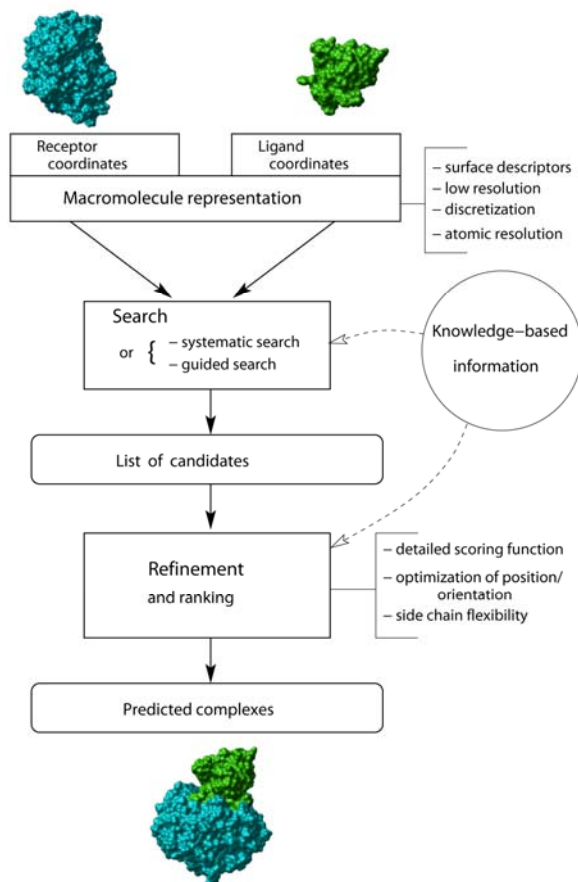 Receptor
coordinates
Ligand
coordinates
Macromolecule representation
– surface descriptors
– low resolution
– discretization
– atomic resolution
Search
or { – systematic search
– guided search
Knowledge–based
information
List of candidates
Refinement
and ranking
– detailed scoring function
– optimization of position/
orientation
– side chain flexibility
Predicted complexes